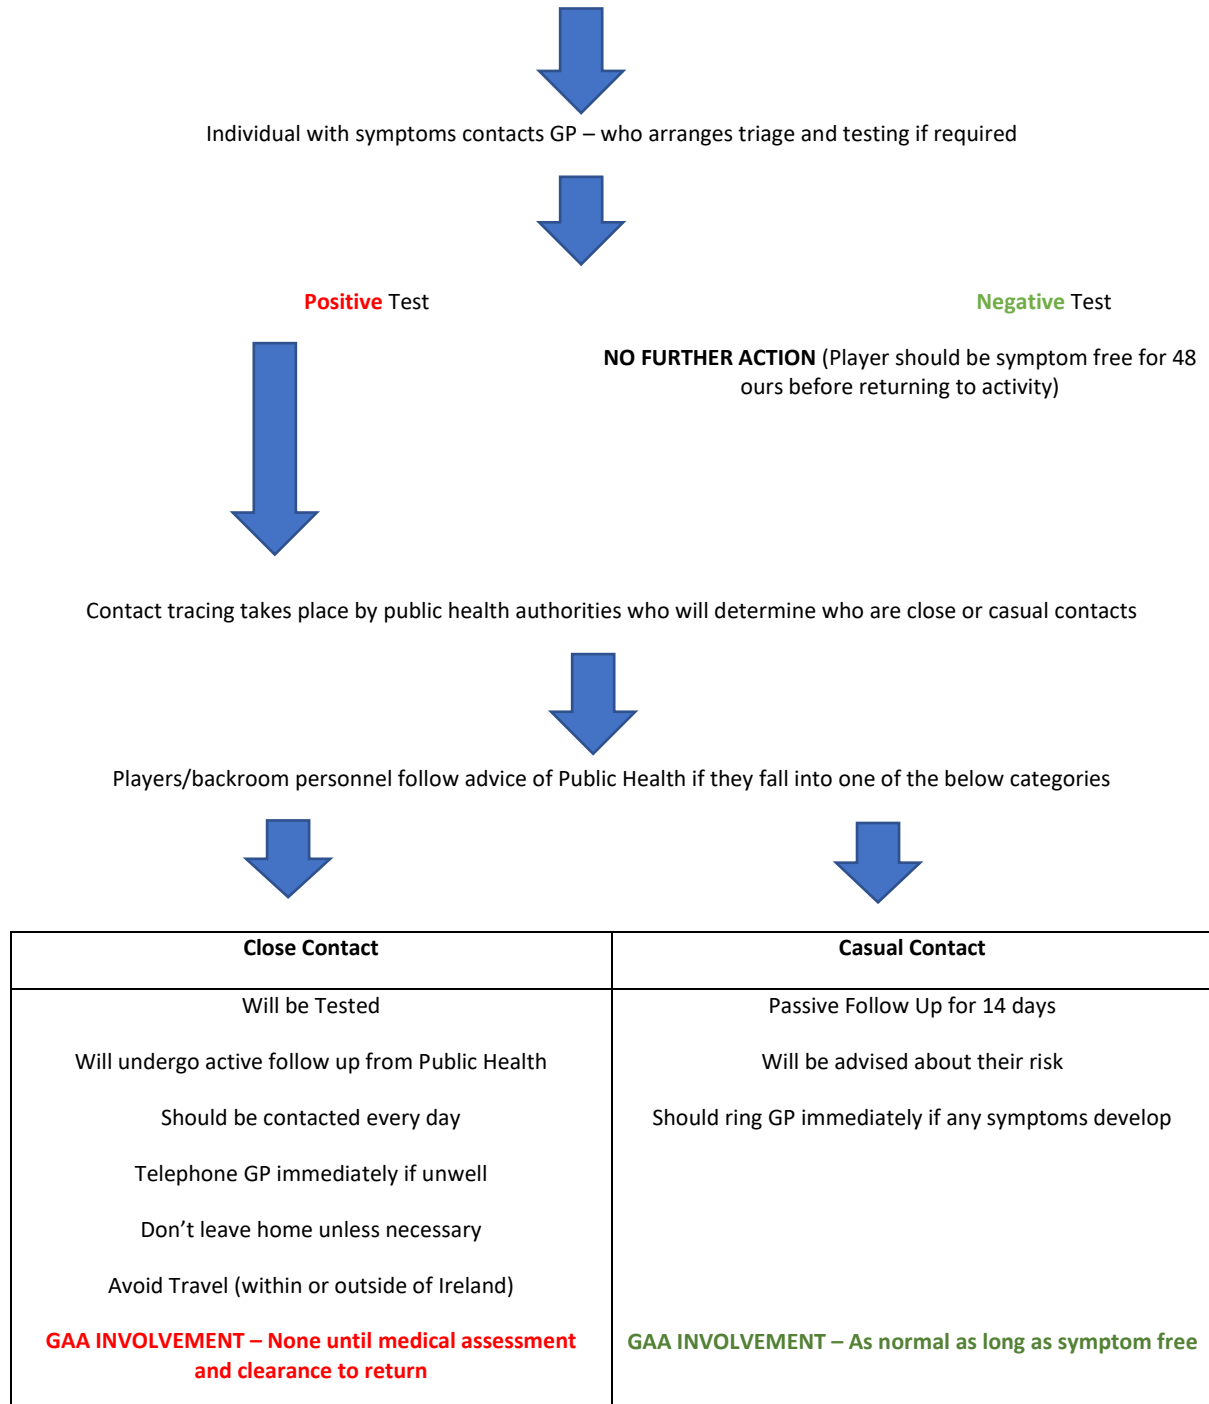 Individual with symptoms contacts GP – who arranges triage and testing if required
Positive Test
Negative Test
NO FURTHER ACTION (Player should be symptom free for 48
ours before returning to activity)
Contact tracing takes place by public health authorities who will determine who are close or casual contacts
Players/backroom personnel follow advice of Public Health if they fall into one of the below categories
Close Contact
Will be Tested
Will undergo active follow up from Public Health
Should be contacted every day
Telephone GP immediately if unwell
Don’t leave home unless necessary
Avoid Travel (within or outside of Ireland)
GAA INVOLVEMENT – None until medical assessment
and clearance to return
Casual Contact
Passive Follow Up for 14 days
Will be advised about their risk
Should ring GP immediately if any symptoms develop
GAA INVOLVEMENT – As normal as long as symptom free